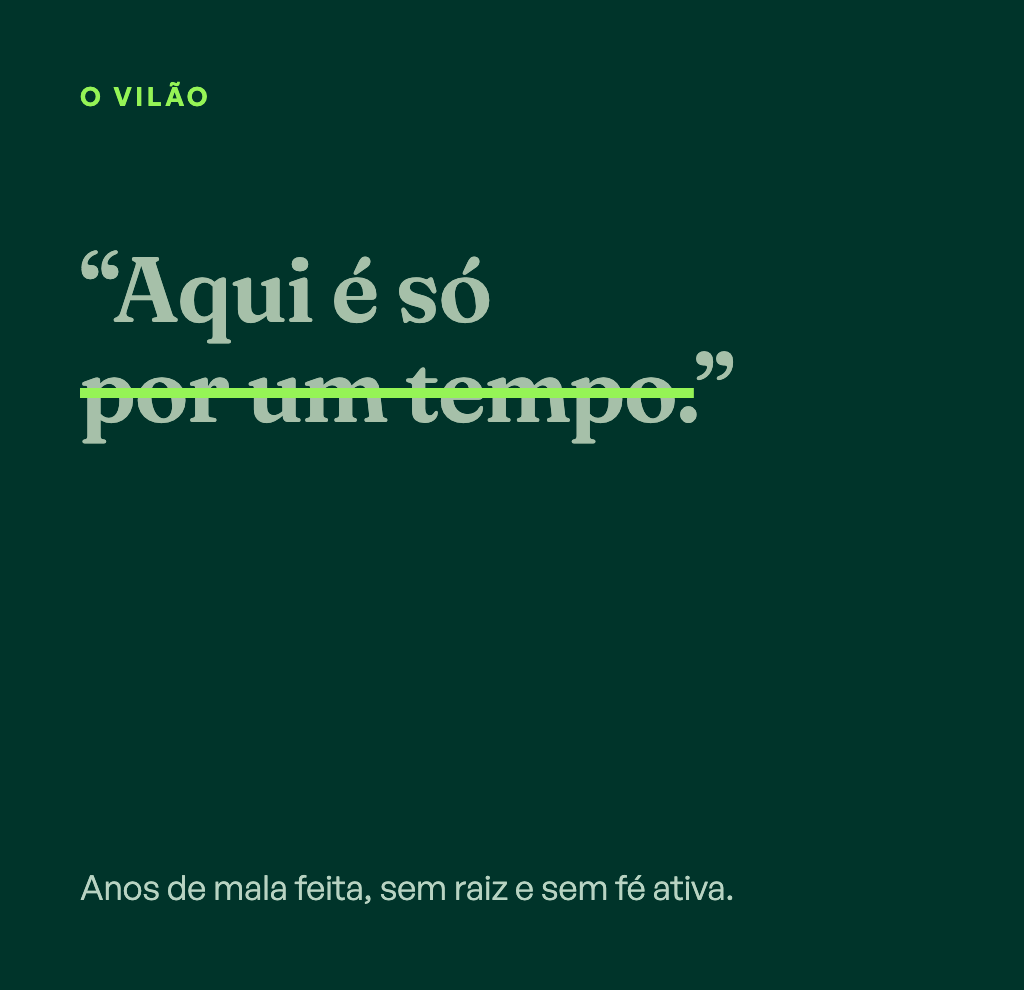 O VILÃO
“Aqui é só
por um tempo.”
Anos de mala feita, sem raiz e sem fé ativa.